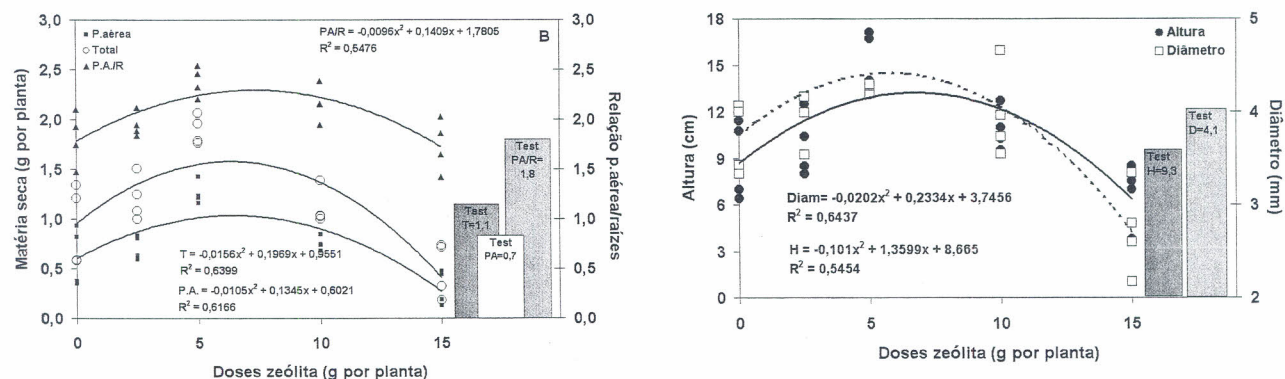 3,0
2,5
2,0
1,5
1,0
0,5
0,0
Matéria seca (g por planta)
P.aérea
Total
P.A./R
PA/R = -0,0096x² + 0,1409x + 1,7805
R² = 0,5476
B
T = -0,0156x² + 0,1969x + 0,9551
R² = 0,6399
P.A. = -0,0105x² + 0,1345x + 0,6021
R² = 0,6166
Test
T=1,1
Test
PA=0,7
Test
PA/R=
1,8
3,0
2,5
2,0
1,5
1,0
0,5
0,0
Relação p.aérea/raízes
0
5
10
15
Doses zeólita (g por planta)
18
15
12
9
6
3
0
Altura (cm)
Altura
Diâmetro
Diam= -0,0202x² + 0,2334x + 3,7456
R² = 0,6437
H = -0,101x² + 1,3599x + 8,665
R² = 0,5454
Test
H=9,3
Test
D=4,1
5
4
3
2
Diâmetro (mm)
0
5
10
15
Doses zeólita (g por planta)